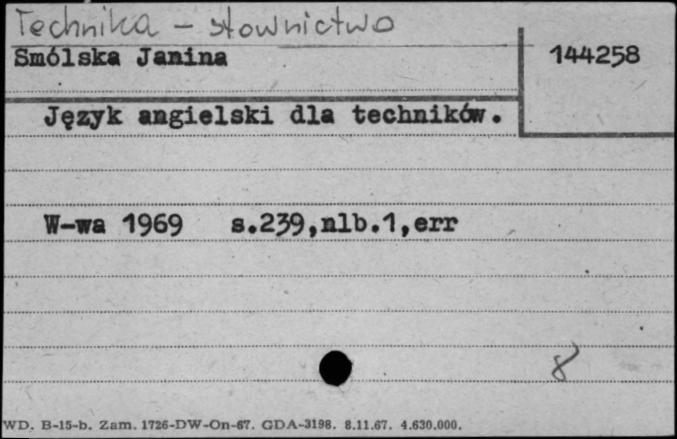 Technika - słownictwo
Smólska Janina
144258
Język angielski dla techników.
W-wa 1969 s.239,nlb.1,err
8
WD. B-15-b. Zam. 1726-DW-On-67. GDA-3198. 8.11.67. 4.630.000.